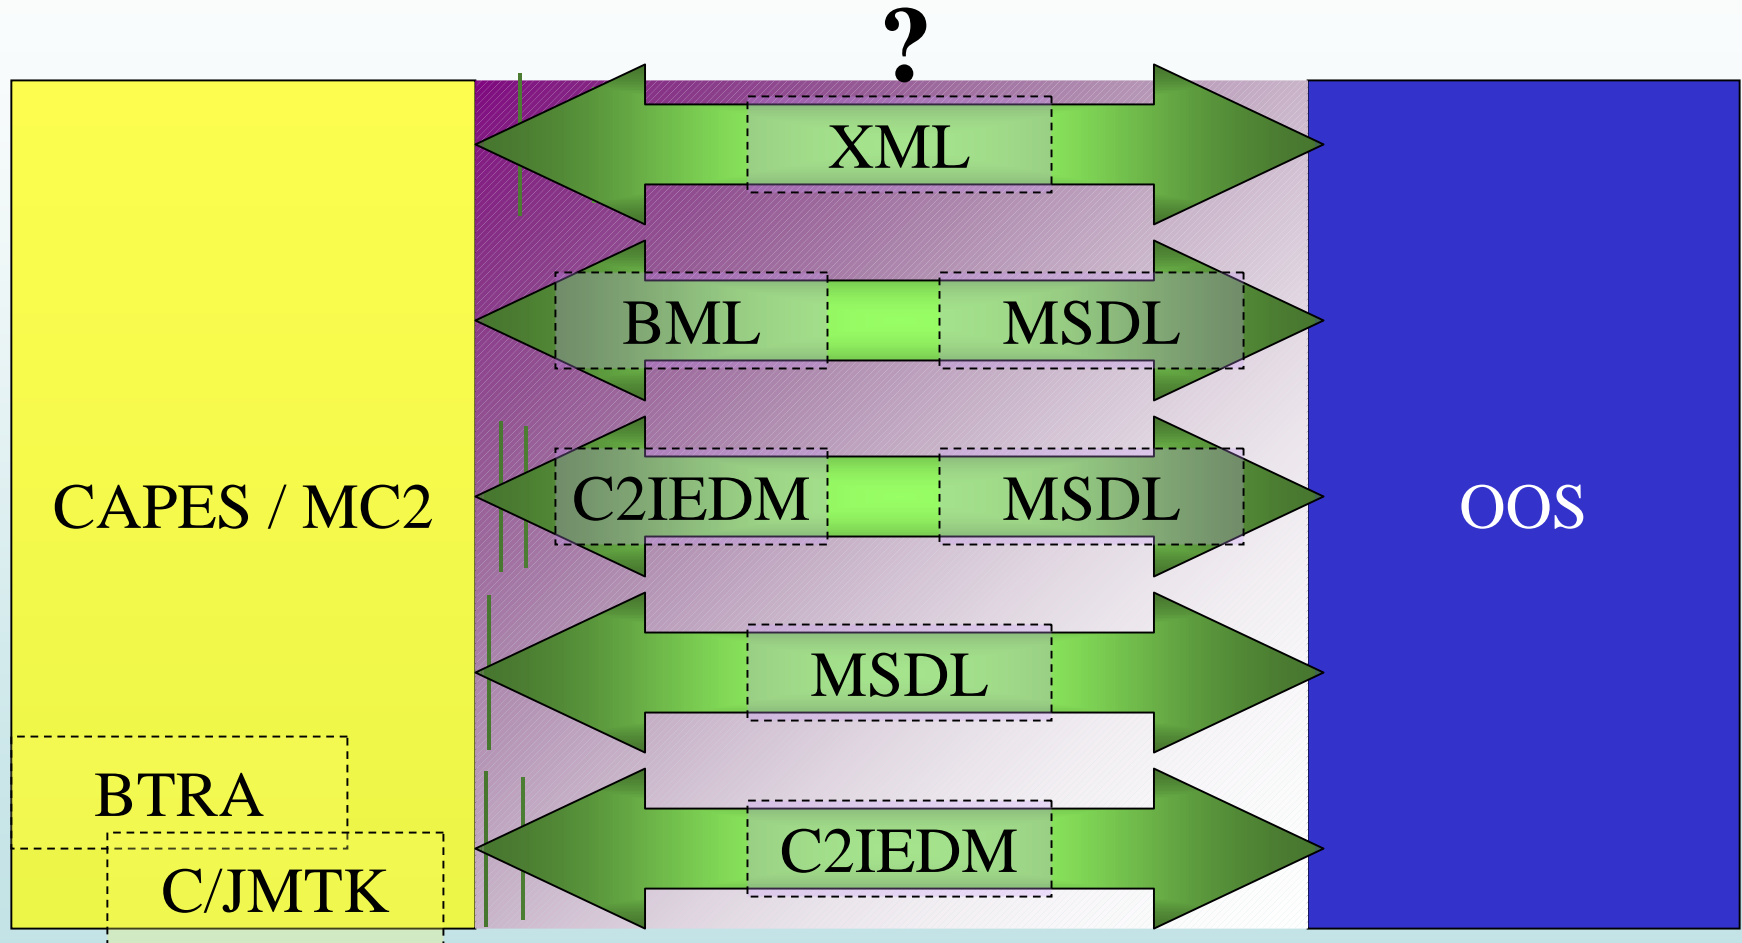 ?
XML
BML MSDL
CAPES / MC2
C2IEDM MSDL
OOS
MSDL
BTRA
C2IEDM
C/JMTK